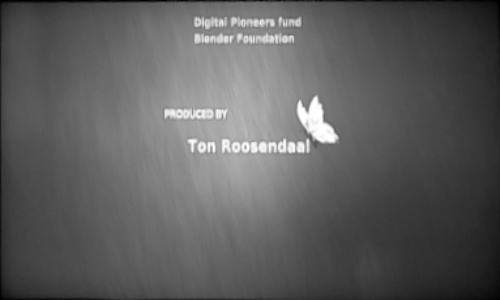 Digital Pioneers fund
Blender Foundation
PRODUCED BY
Ton Roosendaal